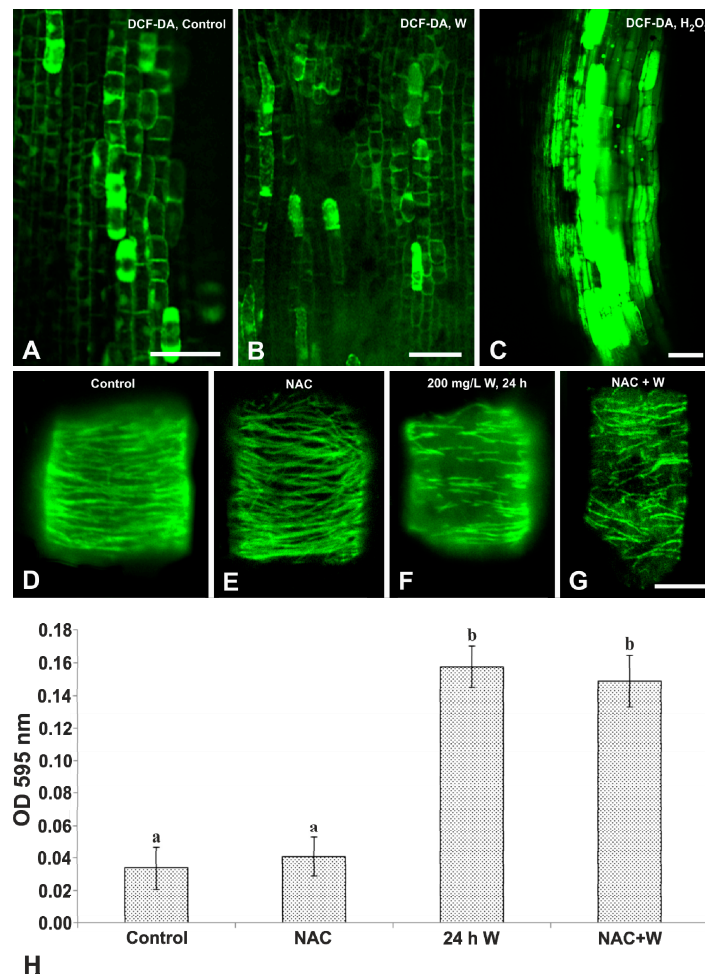 DCF-DA, Control
DCF-DA, W
DCF-DA, H₂O
A
B
C
Control
NAC
200 mg/L W, 24 h
NAC + W
D
E
F
G
0.18
0.16
0.14
0.12
0.10
0.08
0.06
0.04
0.02
0.00
OD 595 nm
a
a
b
b
Control
NAC
24 h W
NAC+W
H